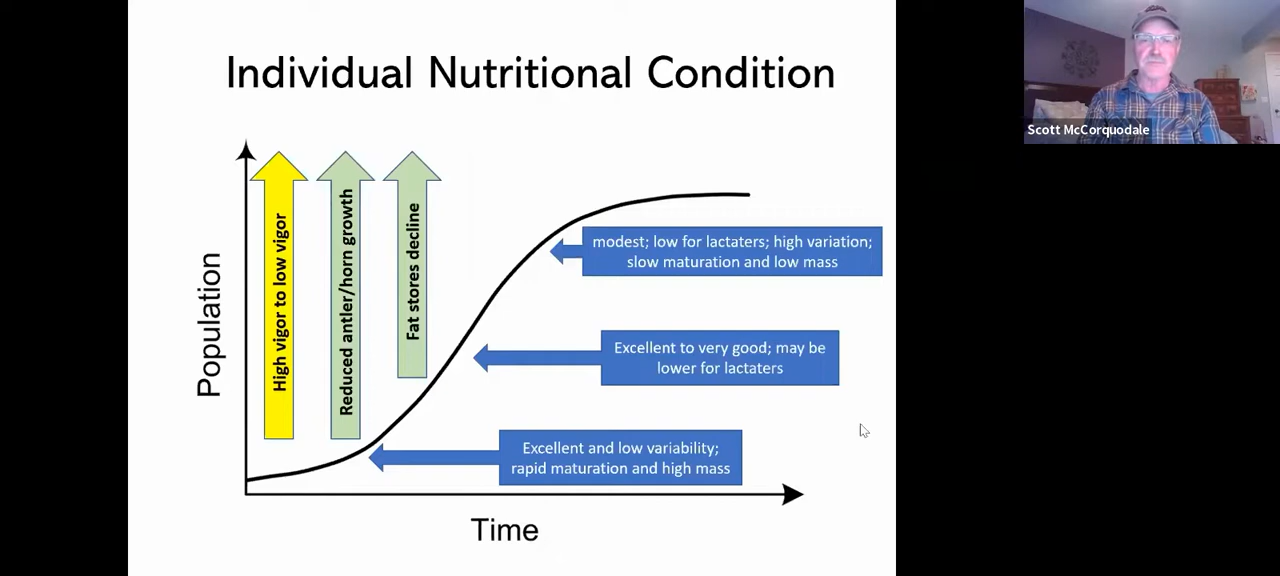 Individual Nutritional Condition
Scott McCorquodale
Population
High vigor to low vigor
Reduced antler/horn growth
Fat stores decline
modest; low for lactaters; high variation;
slow maturation and low mass
Excellent to very good; may be
lower for lactaters
Excellent and low variability;
rapid maturation and high mass
Time